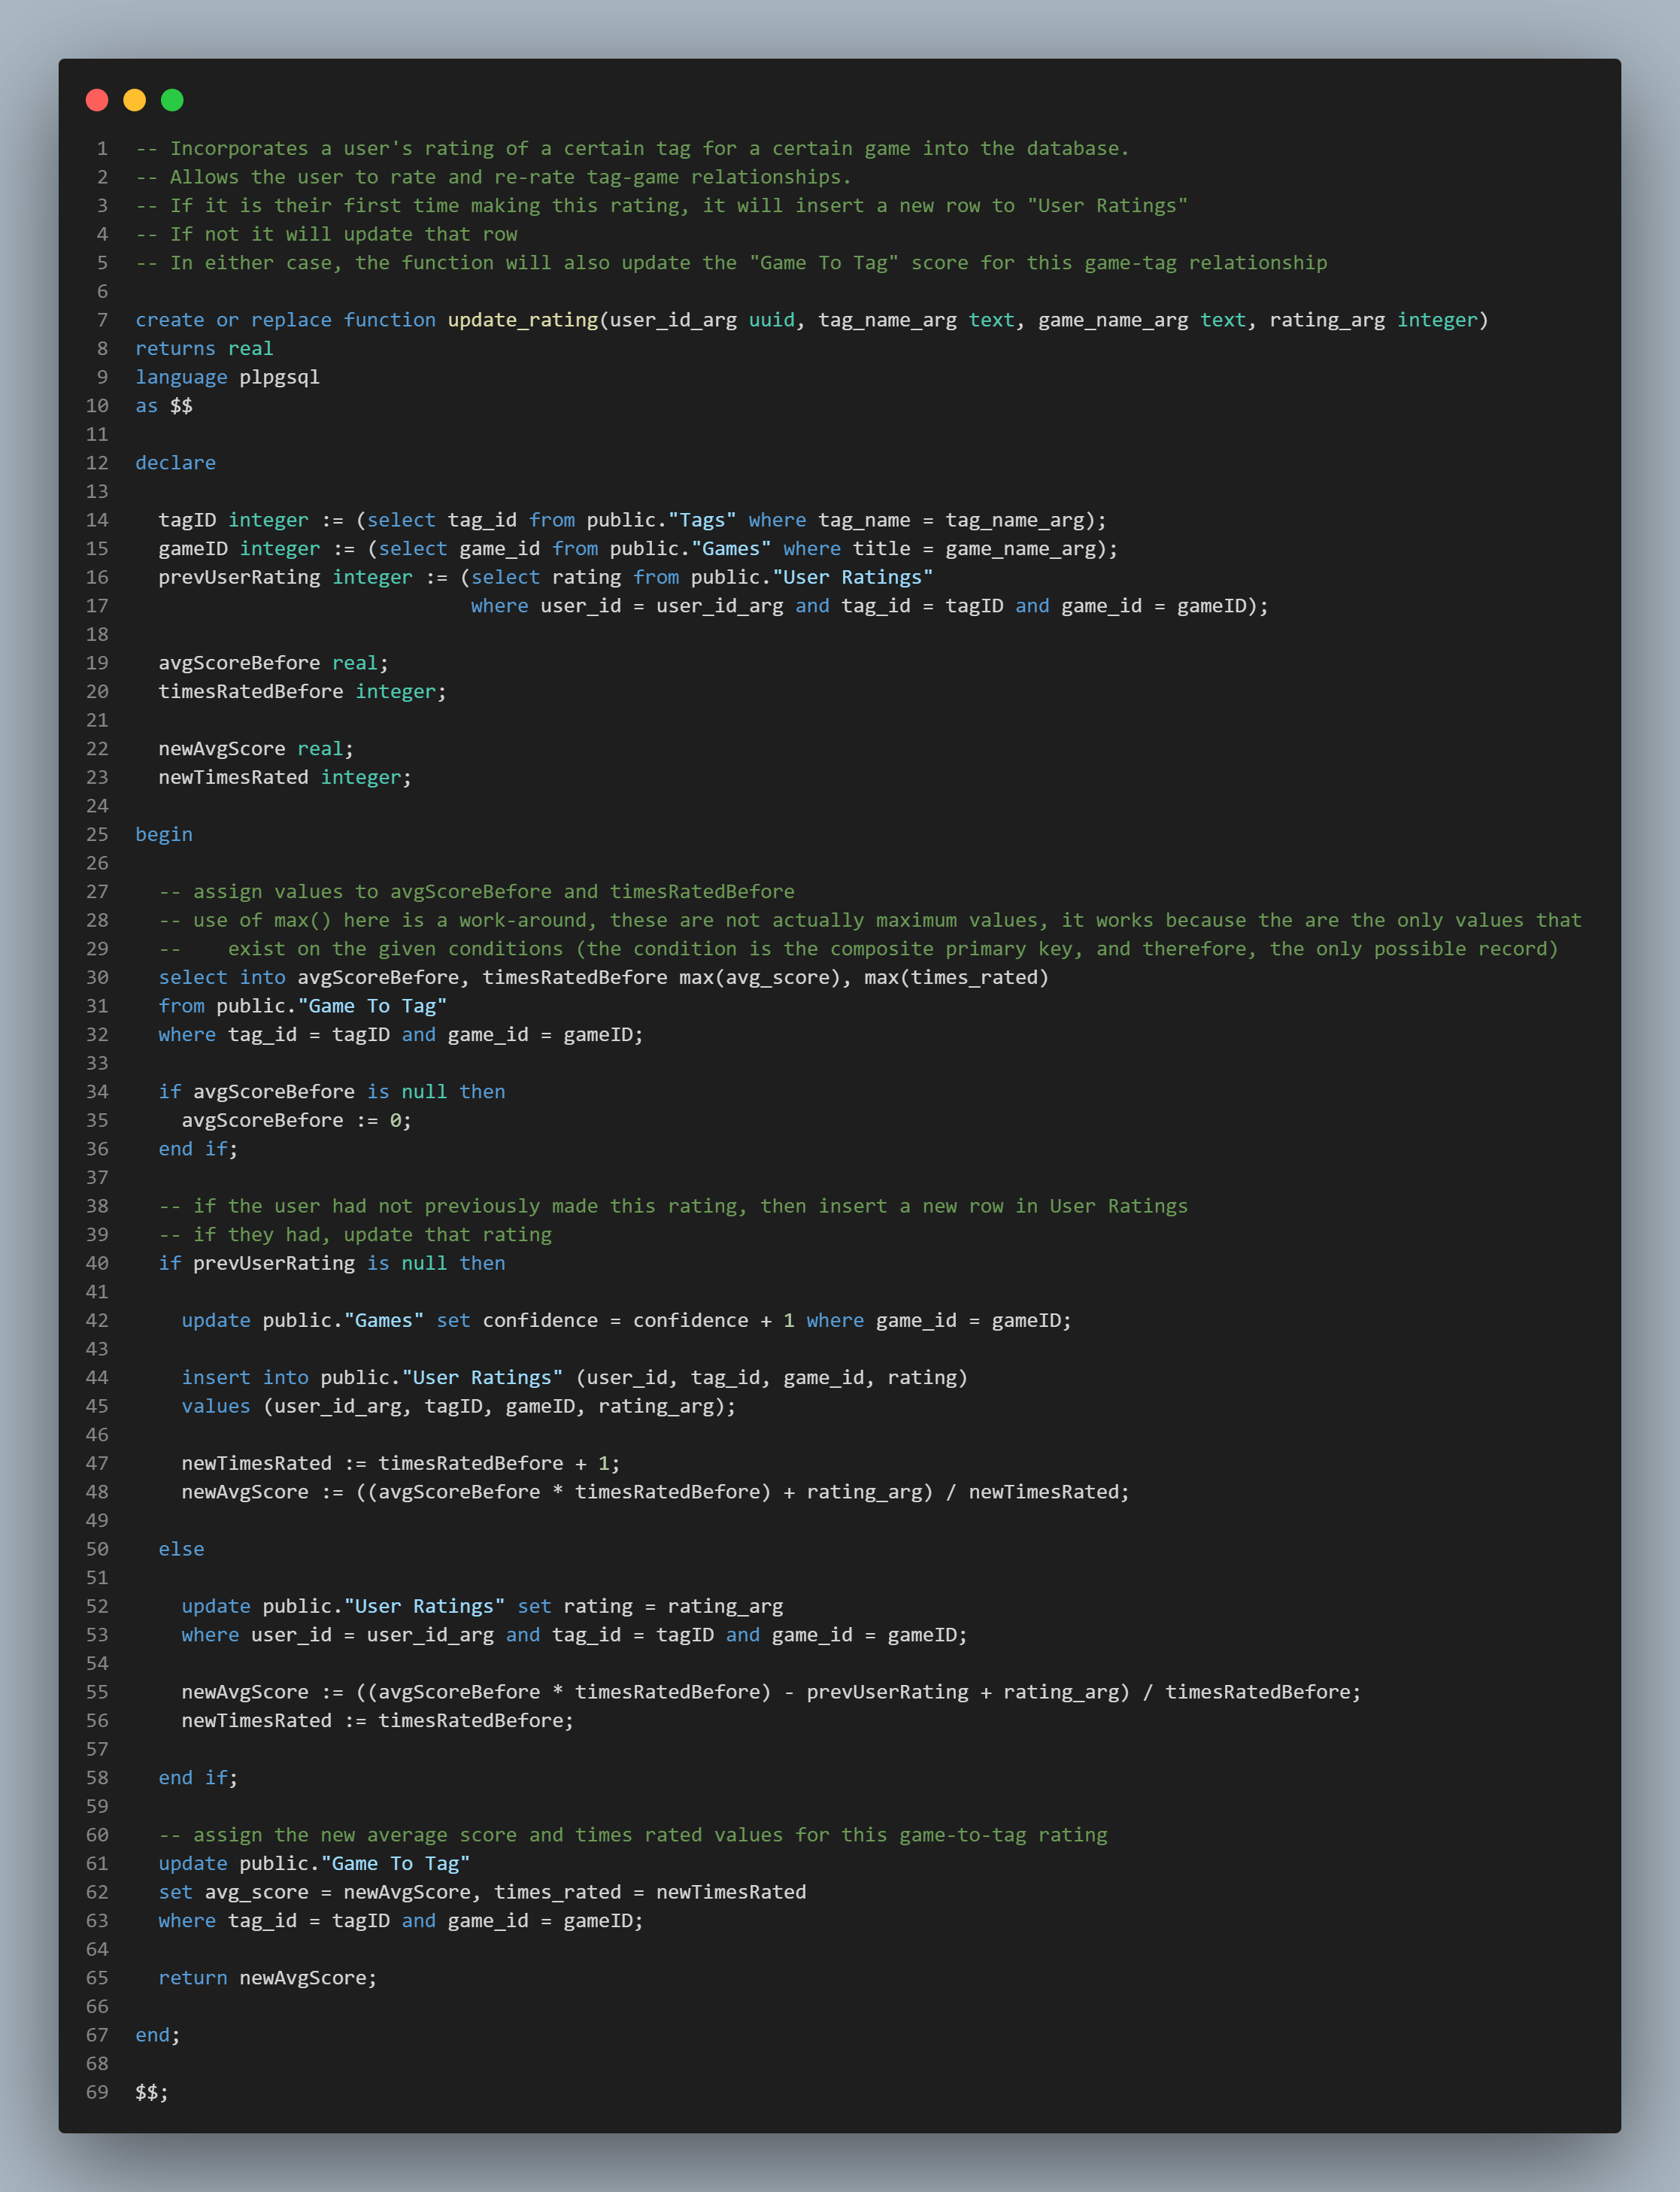 1 -- Incorporates a user's rating of a certain tag for a certain game into the database.
2 -- Allows the user to rate and re-rate tag-game relationships.
3 -- If it is their first time making this rating, it will insert a new row to "User Ratings"
4 -- If not it will update that row
5 -- In either case, the function will also update the "Game To Tag" score for this game-tag relationship
6
7 create or replace function update_rating(user_id_arg uuid, tag_name_arg text, game_name_arg text, rating_arg integer)
8 returns real
9 language plpgsql
10 as $$
11
12 declare
13
14   tagID integer := (select tag_id from public."Tags" where tag_name = tag_name_arg);
15   gameID integer := (select game_id from public."Games" where title = game_name_arg);
16   prevUserRating integer := (select rating from public."User Ratings"
17                              where user_id = user_id_arg and tag_id = tagID and game_id = gameID);
18
19   avgScoreBefore real;
20   timesRatedBefore integer;
21
22   newAvgScore real;
23   newTimesRated integer;
24
25 begin
26
27   -- assign values to avgScoreBefore and timesRatedBefore
28   -- use of max() here is a work-around, these are not actually maximum values, it works because the are the only values that
29   --    exist on the given conditions (the condition is the composite primary key, and therefore, the only possible record)
30   select into avgScoreBefore, timesRatedBefore max(avg_score), max(times_rated)
31   from public."Game To Tag"
32   where tag_id = tagID and game_id = gameID;
33
34   if avgScoreBefore is null then
35     avgScoreBefore := 0;
36   end if;
37
38   -- if the user had not previously made this rating, then insert a new row in User Ratings
39   -- if they had, update that rating
40   if prevUserRating is null then
41
42     update public."Games" set confidence = confidence + 1 where game_id = gameID;
43
44     insert into public."User Ratings" (user_id, tag_id, game_id, rating)
45     values (user_id_arg, tagID, gameID, rating_arg);
46
47     newTimesRated := timesRatedBefore + 1;
48     newAvgScore := ((avgScoreBefore * timesRatedBefore) + rating_arg) / newTimesRated;
49
50   else
51
52     update public."User Ratings" set rating = rating_arg
53     where user_id = user_id_arg and tag_id = tagID and game_id = gameID;
54
55     newAvgScore := ((avgScoreBefore * timesRatedBefore) - prevUserRating + rating_arg) / timesRatedBefore;
56     newTimesRated := timesRatedBefore;
57
58   end if;
59
60   -- assign the new average score and times rated values for this game-to-tag rating
61   update public."Game To Tag"
62   set avg_score = newAvgScore, times_rated = newTimesRated
63   where tag_id = tagID and game_id = gameID;
64
65   return newAvgScore;
66
67 end;
68
69 $$;